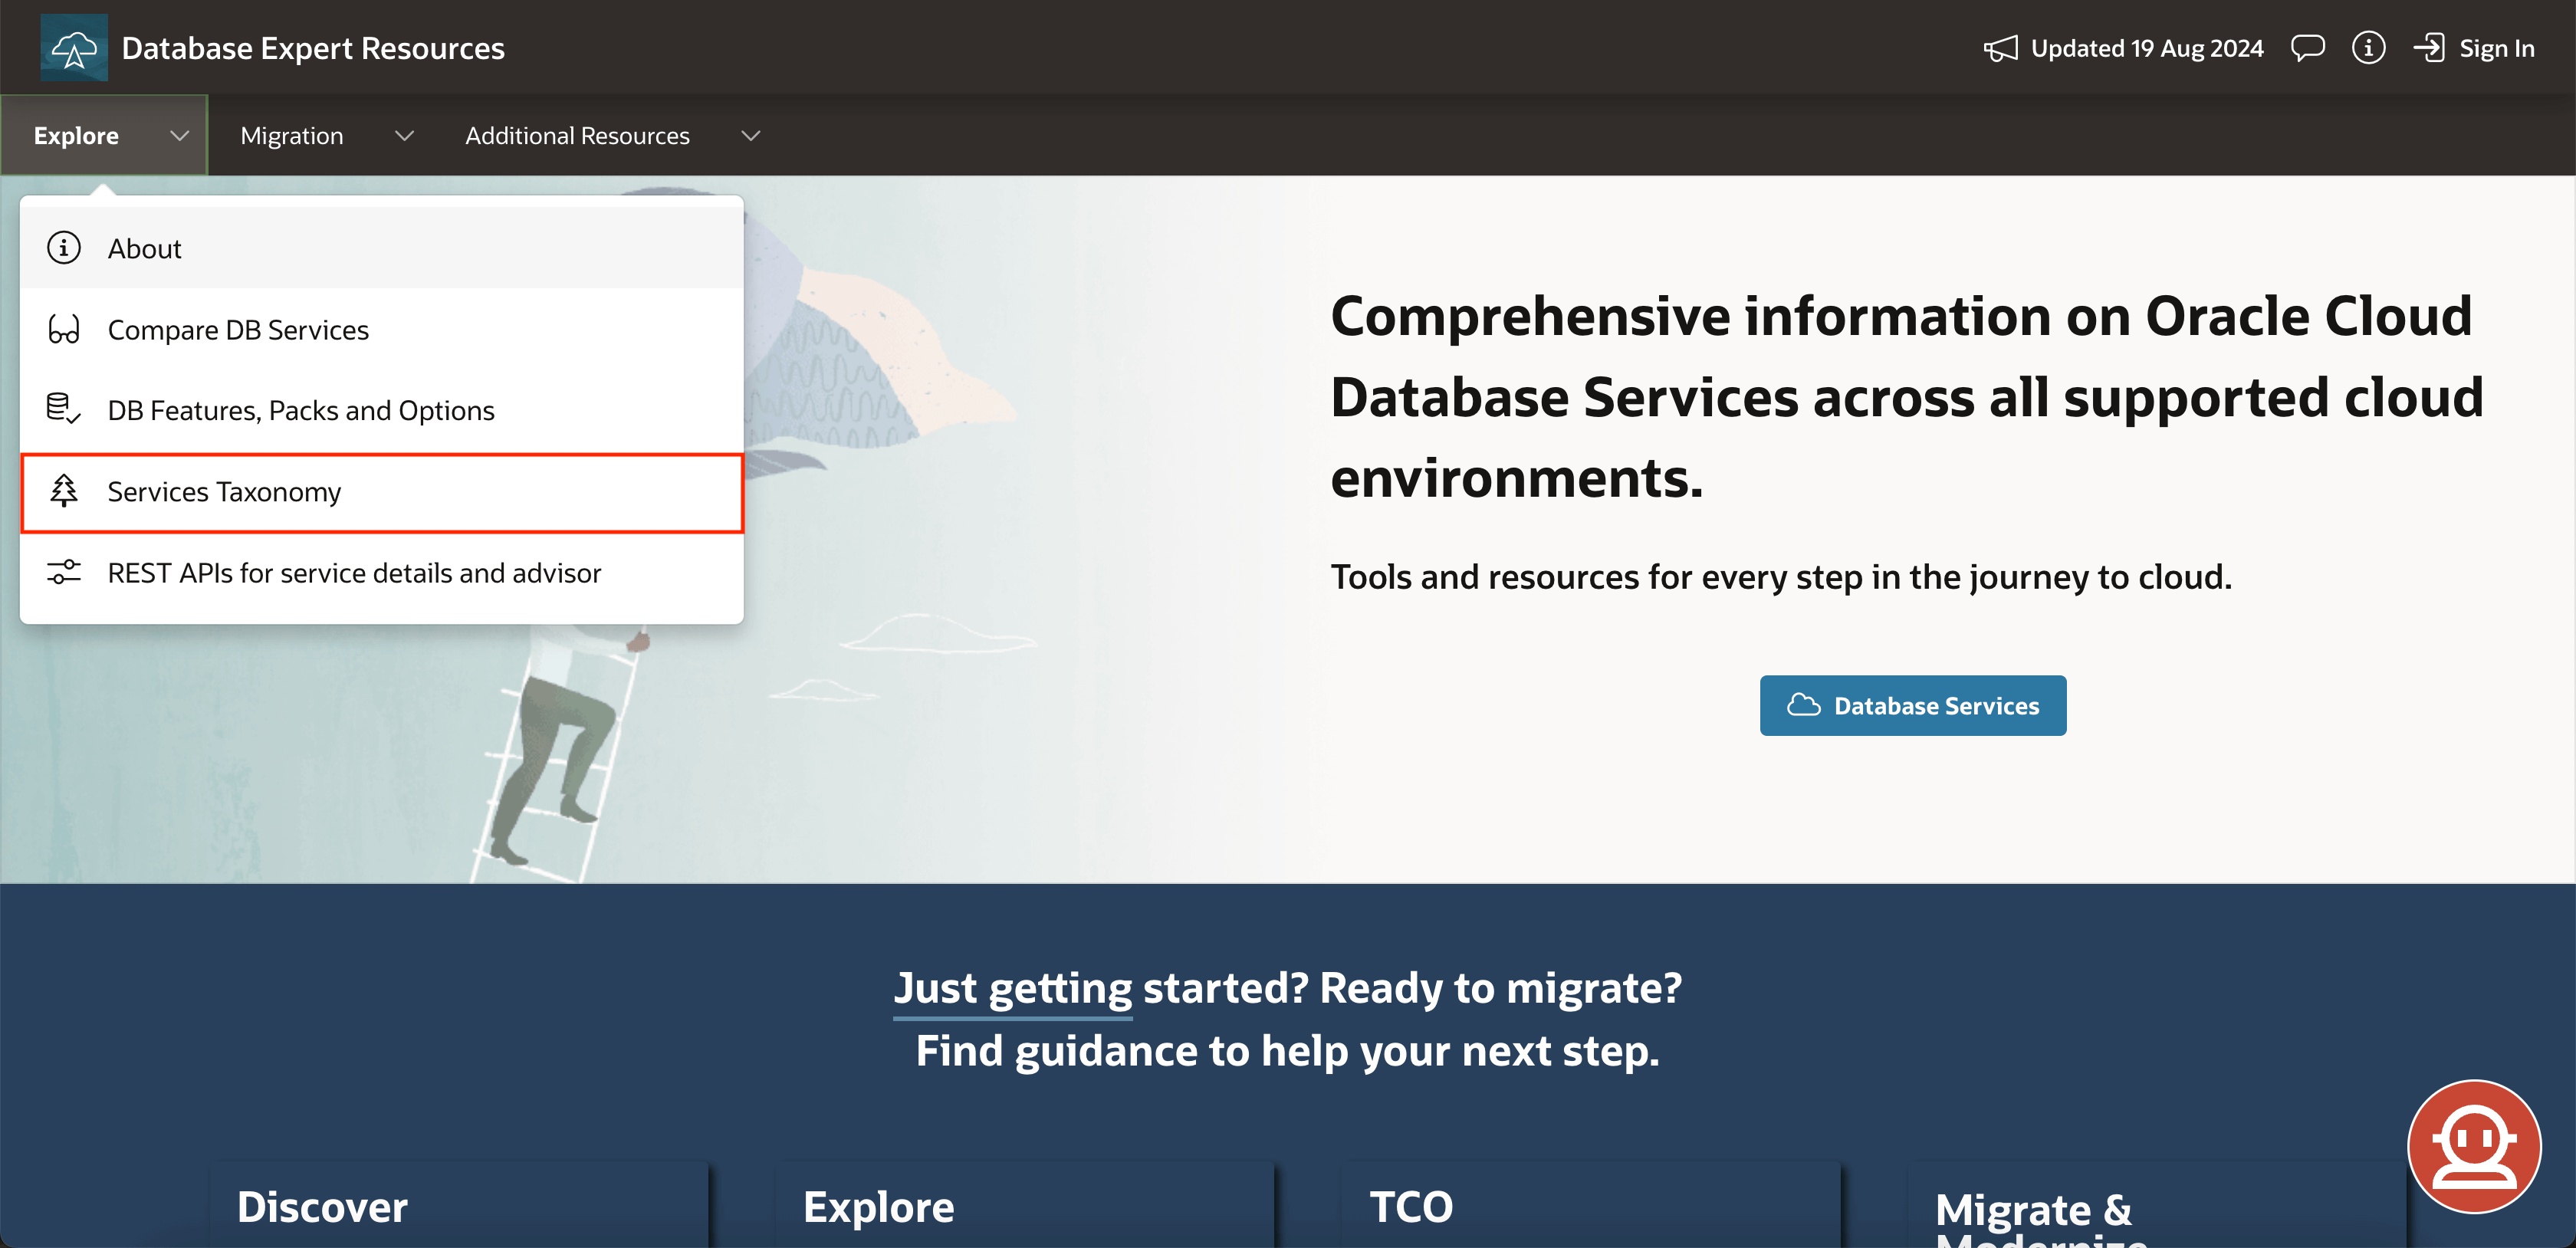 Database Expert Resources
Updated 19 Aug 2024
Sign In
Explore
Migration
Additional Resources
About
Compare DB Services
DB Features, Packs and Options
Services Taxonomy
REST APIs for service details and advisor
Comprehensive information on Oracle Cloud
Database Services across all supported cloud
environments.
Tools and resources for every step in the journey to cloud.
Database Services
Just getting started? Ready to migrate?
Find guidance to help your next step.
Discover
Explore
TCO
Migrate &
Modernize